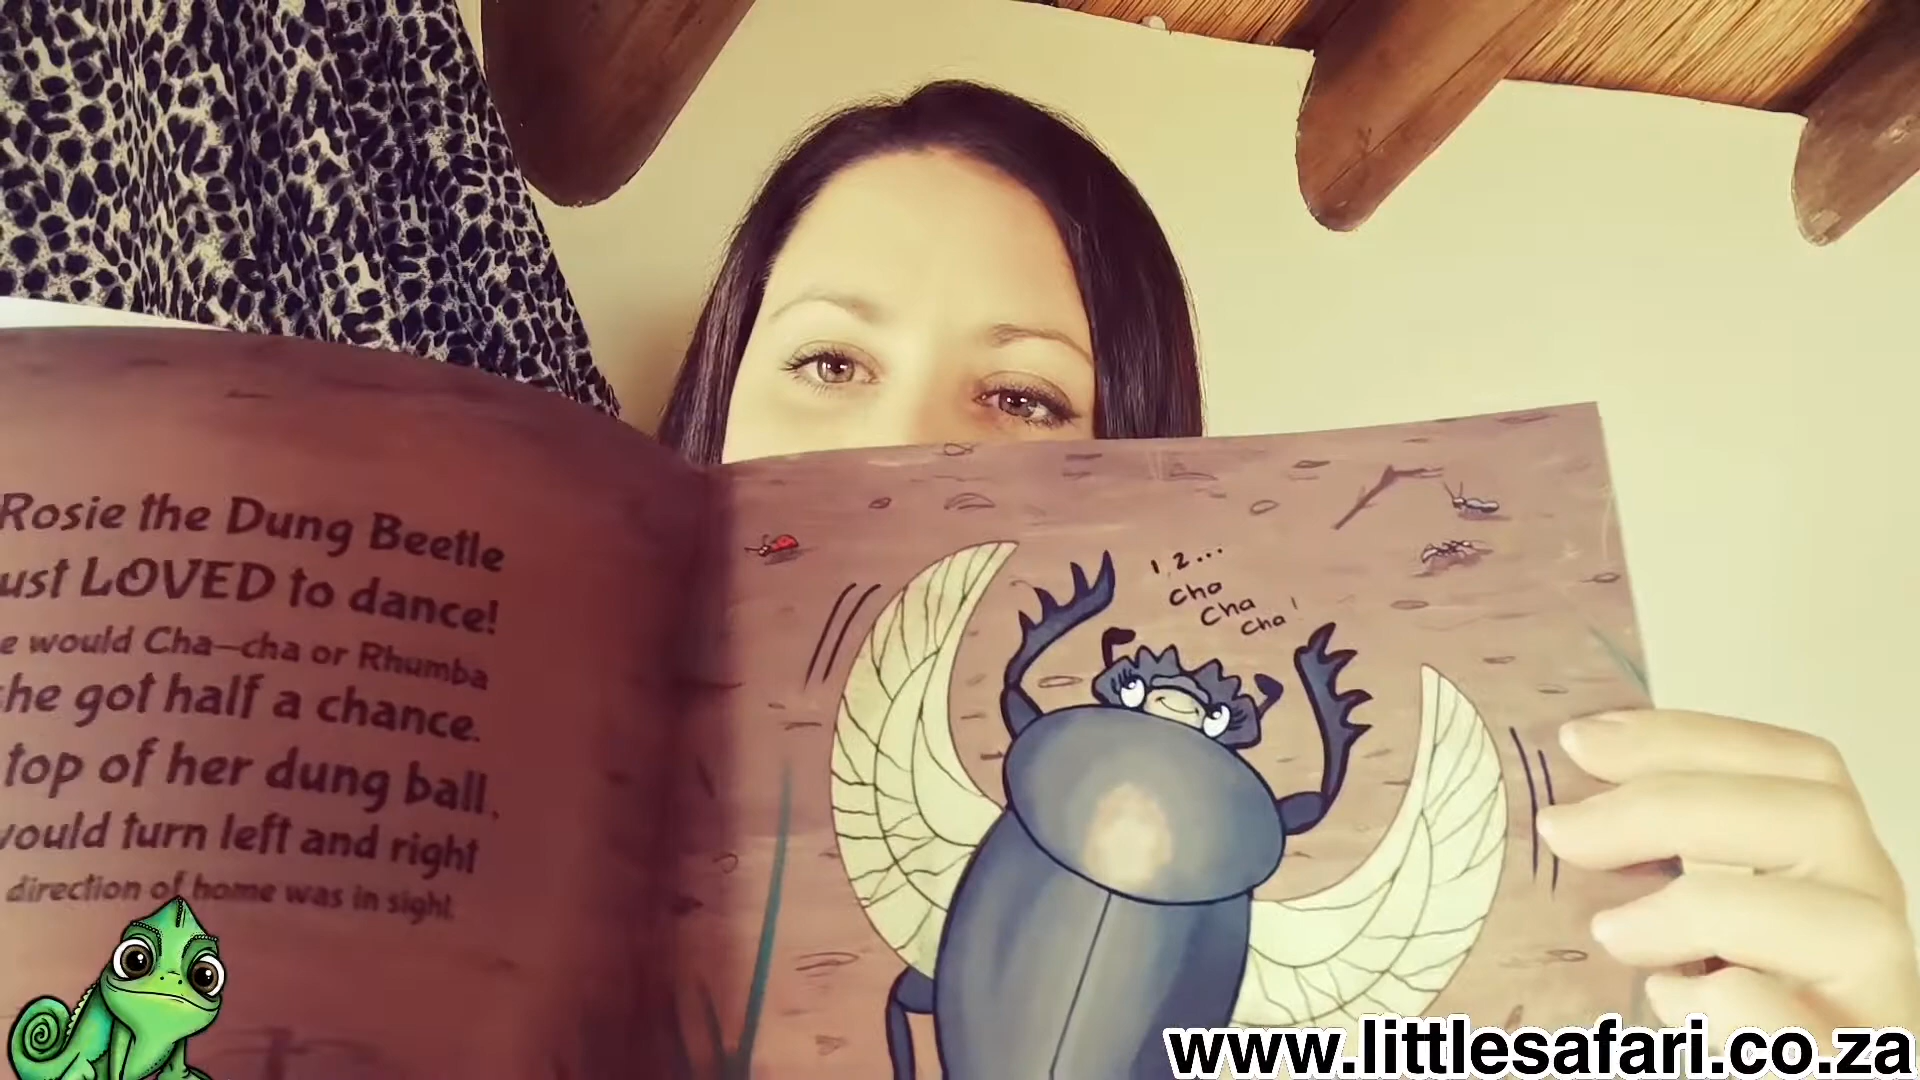 Rosie the Dung Beetle
ust LOVED to dance!
e would Cha-cha or Rhumba
he got half a chance.
top of her dung ball,
would turn left and right
direction of home was in sight.
1, 2...
Cha
Cha
Cha!
www.littlesafari.co.za